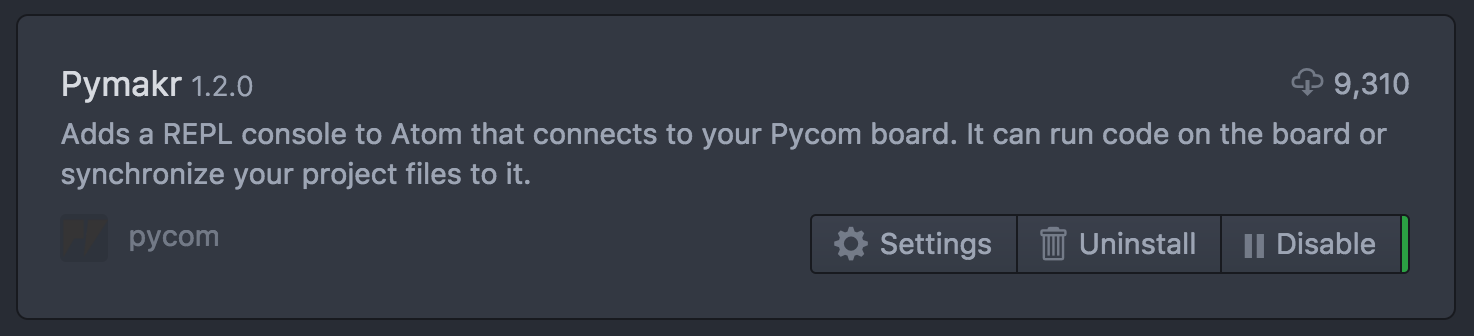 Pymakr 1.2.0
9,310
Adds a REPL console to Atom that connects to your Pycom board. It can run code on the board or
synchronize your project files to it.
pycom
Settings
Uninstall
Disable